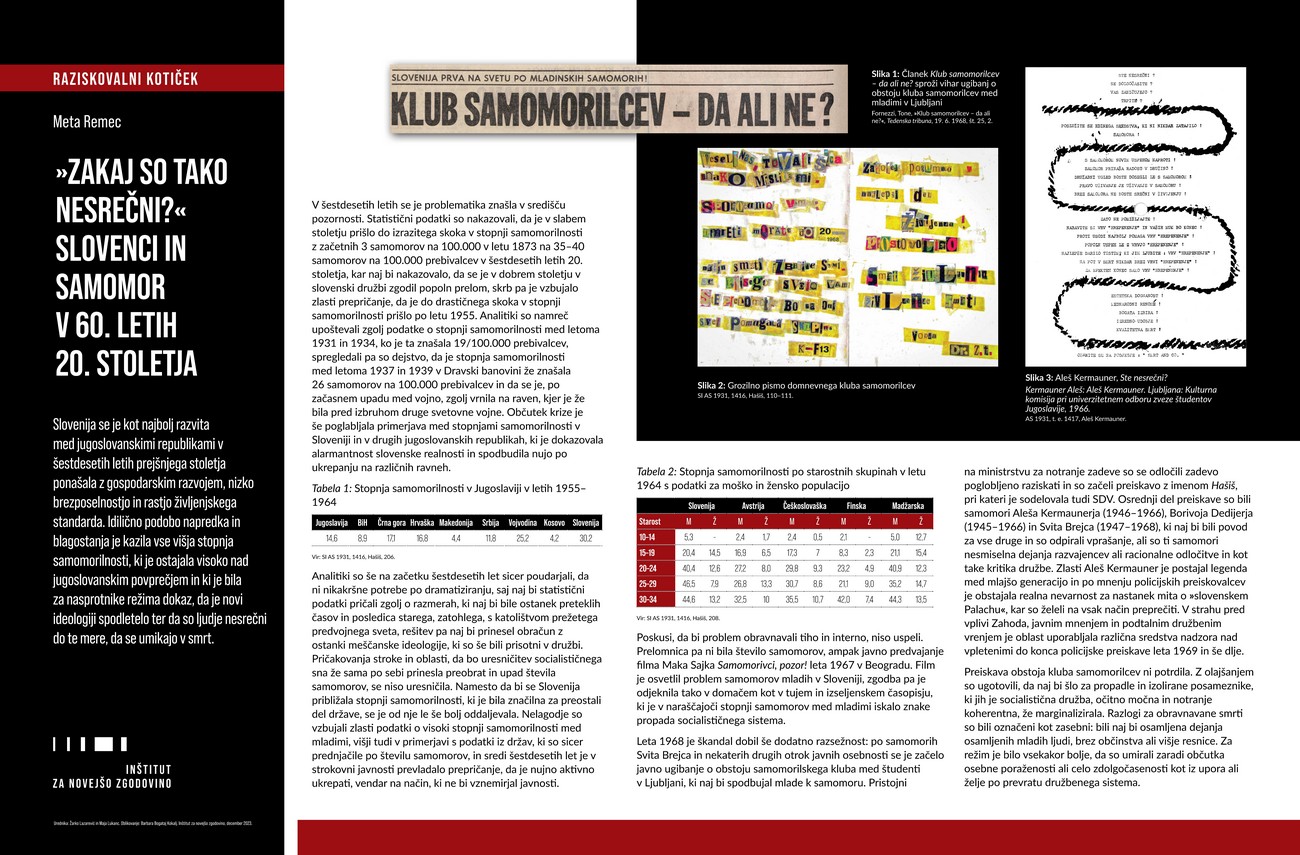 RAZISKOVALNI KOTIČEK
Meta Remec
»ZAKAJ SO TAKO
NESREČNI?«
SLOVENCI IN
SAMOMOR
V 60. LETIH
20. STOLETJA
Slovenija se je kot najbolj razvita
med jugoslovanskimi republikami v
šestdesetih letih prejšnjega stoletja
ponašala z gospodarskim razvojem, nizko
brezposelnostjo in rastjo življenjskega
standarda. Idilično podobo napredka in
blagostanja je kazila vse višja stopnja
samomorilnosti, ki je ostajala visoko nad
jugoslovanskim povprečjem in ki je bila
za nasprotnike režima dokaz, da je novi
ideologiji spodletelo ter da so ljudje nesrečni
do te mere, da se umikajo v smrt.
INŠTITUT
ZA NOVEJŠO ZGODOVINO
Urednika: Žarko Lazarević in Maja Lukanc. Oblikovanje: Barbara Bogataj Kokalj. Inštitut za novejšo zgodovino, december 2023.
SLOVENIJA PRVA NA SVETU PO MLADINSKIH SAMOMORIH!
KLUB SAMOMORILCEV – DA ALI NE?
Slika 1: Članek Klub samomorilcev
– da ali ne? sproži vihar ugibanj o
obstoju kluba samomorilcev med
mladimi v Ljubljani
Fornezzi, Tone, »Klub samomorilcev – da ali
ne?«, Tedenska tribuna, 19. 6. 1968, št. 25, 2.
V šestdesetih letih se je problematika znašla v središču
pozornosti. Statistični podatki so nakazovali, da je v slabem
stoletju prišlo do izrazitega skoka v stopnji samomorilnosti
z začetnih 3 samomorov na 100.000 v letu 1873 na 35–40
samomorov na 100.000 prebivalcev v šestdesetih letih 20.
stoletja, kar naj bi nakazovalo, da se je v dobrem stoletju v
slovenski družbi zgodil popoln prelom, skrb pa je vzbujalo
zlasti prepričanje, da je do drastičnega skoka v stopnji
samomorilnosti prišlo po letu 1955. Analitiki so namreč
upoštevali zgolj podatke o stopnji samomorilnosti med letoma
1931 in 1934, ko je ta znašala 19/100.000 prebivalcev,
spregledali pa so dejstvo, da je stopnja samomorilnosti
med letoma 1937 in 1939 v Dravski banovini že znašala
26 samomorov na 100.000 prebivalcev in da se je, po
začasnem upadu med vojno, zgolj vrnila na raven, kjer je že
bila pred izbruhom druge svetovne vojne. Občutek krize je
še poglabljala primerjava med stopnjami samomorilnosti v
Sloveniji in v drugih jugoslovanskih republikah, ki je dokazovala
alarmantnost slovenske realnosti in spodbudila nujo po
ukrepanju na različnih ravneh.
Tabela 1: Stopnja samomorilnosti v Jugoslaviji v letih 1955–
1964
Jugoslavija BiH Črna gora Hrvaška Makedonija Srbija Vojvodina Kosovo Slovenija
14,6 9,2 17,1 16,8 4,4 11,8 25,2 4,2 30,2
Vir: SI AS 1931, 1416, Hašiš, 206.
Analitiki so še na začetku šestdesetih let sicer poudarjali, da
ni nikakršne potrebe po dramatiziranju, saj naj bi statistični
podatki pričali zgolj o razmerah, ki naj bi bile ostanek preteklih
časov in posledica starega, zatohlega, s katolištvom prežetega
predvojnega sveta, rešitev pa naj bi prinesel obračun z
ostanki meščanske ideologije, ki so še bili prisotni v družbi.
Pričakovanja stroke in oblasti, da bo uresničitev socialističnega
sna že sama po sebi prinesla preobrat in upad števila
samomorov, se niso uresničila. Namesto da bi se Slovenija
približala stopnji samomorilnosti, ki je bila značilna za preostali
del države, se je od nje le še bolj oddaljevala. Nelagodje so
vzbujali zlasti podatki o visoki stopnji samomorilnosti med
mladimi, višji tudi v primerjavi s podatki iz držav, ki so sicer
prednjačile po številu samomorov, in sredi šestdesetih let je v
strokovni javnosti prevladalo prepričanje, da je nujno aktivno
ukrepati, vendar na način, ki ne bi vznemirjal javnosti.
20
K-F13
Slika 2: Grozilno pismo domnevnega kluba samomorilcev
SI AS 1931, 1416, Hašiš, 110–111.
STE NESREČNI ?
Slika 3: Aleš Kermauner, Ste nesrečni?
Kermauner Aleš: Aleš Kermauner. Ljubljana: Kulturna
komisija pri univerzitetnem odboru zveze študentov
Jugoslavije, 1966.
AS 1931, t. e. 1417, Aleš Kermauner.
Tabela 2: Stopnja samomorilnosti po starostnih skupinah v letu
1964 s podatki za moško in žensko populacijo
Slovenija Avstrija Češkoslovaška Finska Madžarska
Starost M Ž M Ž M Ž M Ž M Ž
10-14 5,3 - 2,4 1,7 2,4 0,5 2,1 - 5,0 12,7
15-19 20,4 14,5 16,9 6,5 17,3 7 8,3 2,3 21,1 15,4
20-24 40,4 12,6 27,2 8,0 29,8 9,3 23,2 4,9 40,9 12,3
25-29 46,5 7,9 26,8 13,3 30,7 8,6 21,1 9,0 35,2 14,7
30-34 44,6 13,2 32,5 10 35,5 10,7 42,0 7,4 44,3 13,5
Vir: SI AS 1931, 1416, Hašiš, 208.
Poskusi, da bi problem obravnavali tiho in interno, niso uspeli.
Prelomnica pa ni bila število samomorov, ampak javno predvajanje
filma Maka Sajka Samomorivci, pozor! leta 1967 v Beogradu. Film
je osvetlil problem samomorov mladih v Sloveniji, zgodba pa je
odjeknila tako v domačem kot v tujem in izseljenskem časopisju,
ki je v naraščajoči stopnji samomorov med mladimi iskalo znake
propada socialističnega sistema.
Leta 1968 je škandal dobil še dodatno razsežnost: po samomorih
Svita Brejca in nekaterih drugih otrok javnih osebnosti se je začelo
javno ugibanje o obstoju samomorilskega kluba med študenti
v Ljubljani, ki naj bi spodbujal mlade k samomoru. Pristojni
na ministrstvu za notranje zadeve so se odločili zadevo
poglobljeno raziskati in so začeli preiskavo z imenom Hašiš,
pri kateri je sodelovala tudi SDV. Osrednji del preiskave so bili
samomori Aleša Kermaunerja (1946–1966), Borivoja Dedijerja
(1945–1966) in Svita Brejca (1947–1968), ki naj bi bili povod
za vse druge in so odpirali vprašanje, ali so ti samomori
nesmiselna dejanja razvajencev ali racionalne odločitve in kot
take kritika družbe. Zlasti Aleš Kermauner je postajal legenda
med mlajšo generacijo in po mnenju policijskih preiskovalcev
je obstajala realna nevarnost za nastanek mita o »slovenskem
Palachu«, kar so želeli na vsak način preprečiti. V strahu pred
vplivi Zahoda, javnim mnenjem in podtalnim družbenim
vrenjem je oblast uporabljala različna sredstva nadzora nad
vpletenimi do konca policijske preiskave leta 1969 in še dlje.
Preiskava obstoja kluba samomorilcev ni potrdila. Z olajšanjem
so ugotovili, da naj bi šlo za propadle in izolirane posameznike,
ki jih je socialistična družba, očitno močna in notranje
koherentna, že marginalizirala. Razlogi za obravnavane smrti
so bili označeni kot zasebni: bili naj bi osamljena dejanja
osamljenih mladih ljudi, brez občinstva ali višje resnice. Za
režim je bilo vsekakor bolje, da so umirali zaradi občutka
osebne poraženosti ali celo zdolgočasenosti kot iz upora ali
želje po prevratu družbenega sistema.